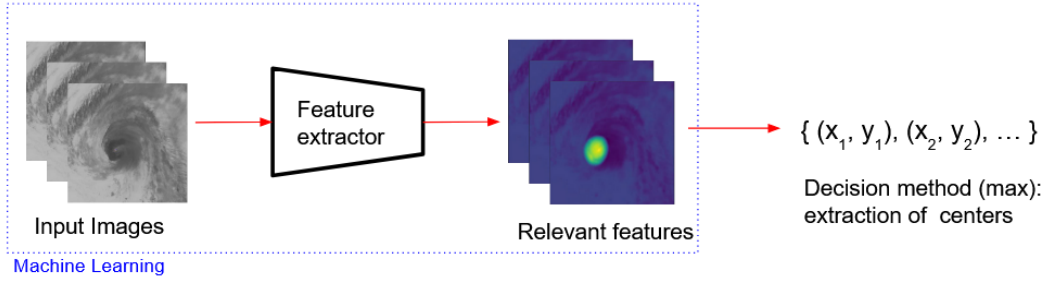 Feature
extractor
{ (x₁, y₁), (x₂, y₂), … }
Decision method (max):
extraction of centers
Input Images
Relevant features
Machine Learning